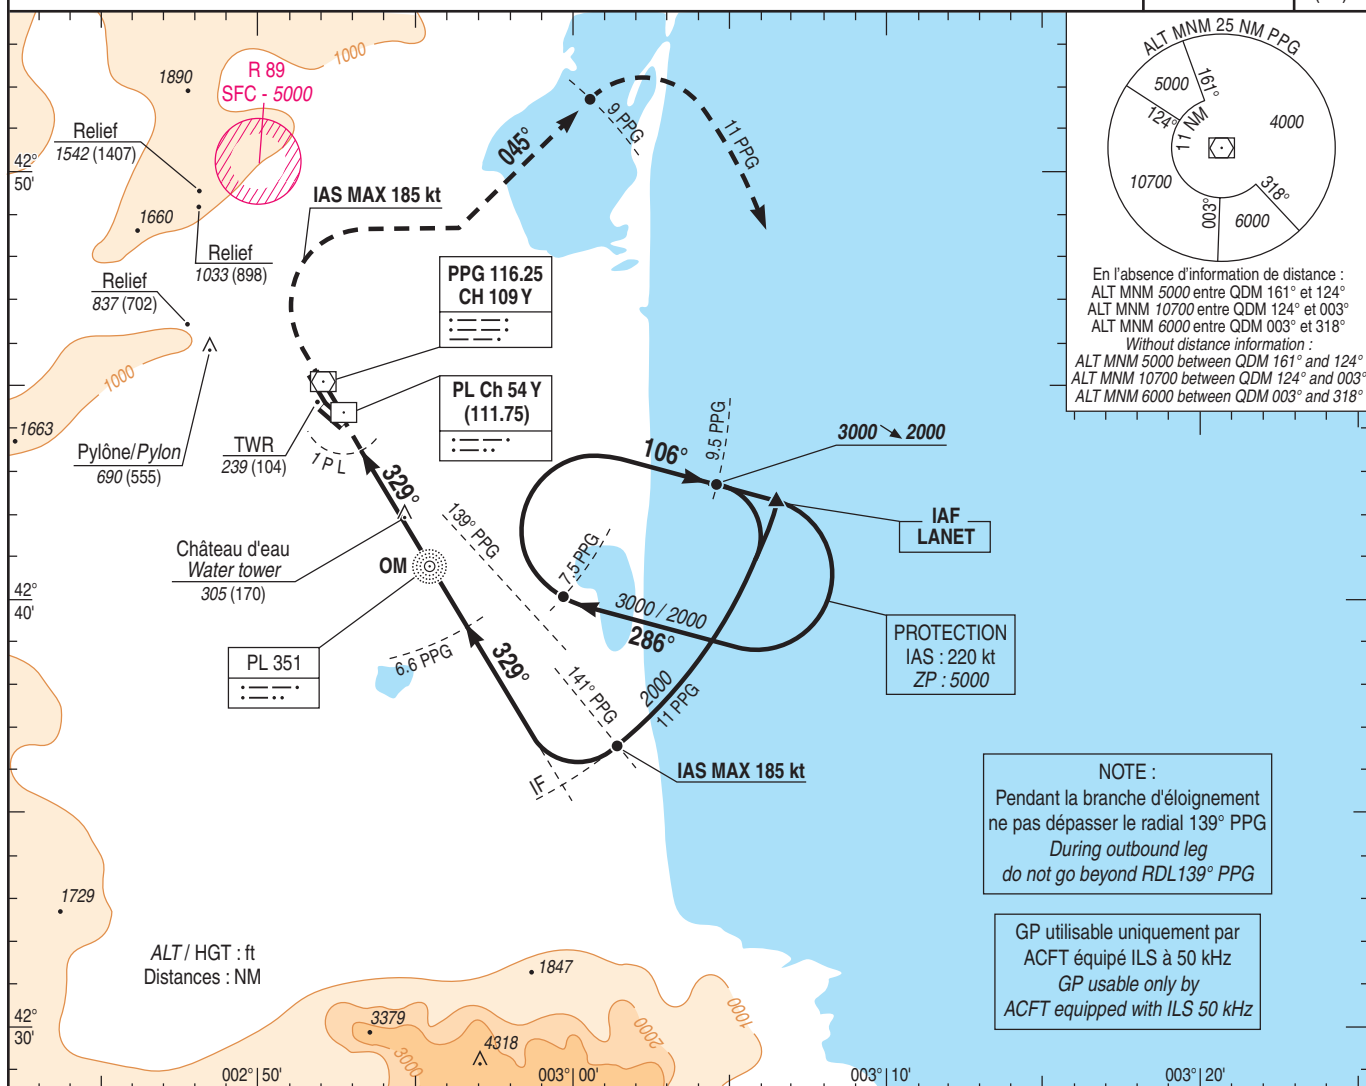 1000
1890
R 89
SFC - 5000
Relief
1542 (1407)
42°
50'
1660
IAS MAX 185 kt
Relief
1033 (898)
Relief
837 (702)
045°
9 PPG
11 PPG
ALT MNM 25 NM PPG
5000
161°
124°
11 NM
4000
10700
318°
003°
6000
En l'absence d'information de distance :
ALT MNM 5000 entre QDM 161° et 124°
ALT MNM 10700 entre QDM 124° et 003°
ALT MNM 6000 entre QDM 003° et 318°
Without distance information :
ALT MNM 5000 between QDM 161° and 124°
ALT MNM 10700 between QDM 124° and 003°
ALT MNM 6000 between QDM 003° and 318°
PPG 116.25
CH 109 Y
PL Ch 54 Y
(111.75)
1000
1663
Pylône/Pylon
690 (555)
TWR
239 (104)
1 P L
329°
106°
9.5 PPG
3000 2000
IAF
LANET
139° PPG
Château d'eau
Water tower
305 (170)
OM
7.5 PPG
3000 / 2000
286°
42°
40'
PROTECTION
IAS : 220 kt
ZP : 5000
PL 351
6.6 PPG
329°
141° PPG
2000
11 PPG
IF
IAS MAX 185 kt
NOTE :
Pendant la branche d'éloignement
ne pas dépasser le radial 139° PPG
During outbound leg
do not go beyond RDL139° PPG
GP utilisable uniquement par
ACFT équipé ILS à 50 kHz
GP usable only by
ACFT equipped with ILS 50 kHz
1729
ALT / HGT : ft
Distances : NM
1847
3379
4318
3000
2000
1000
42°
30'
002°50'
003°00'
003°10'
003°20'